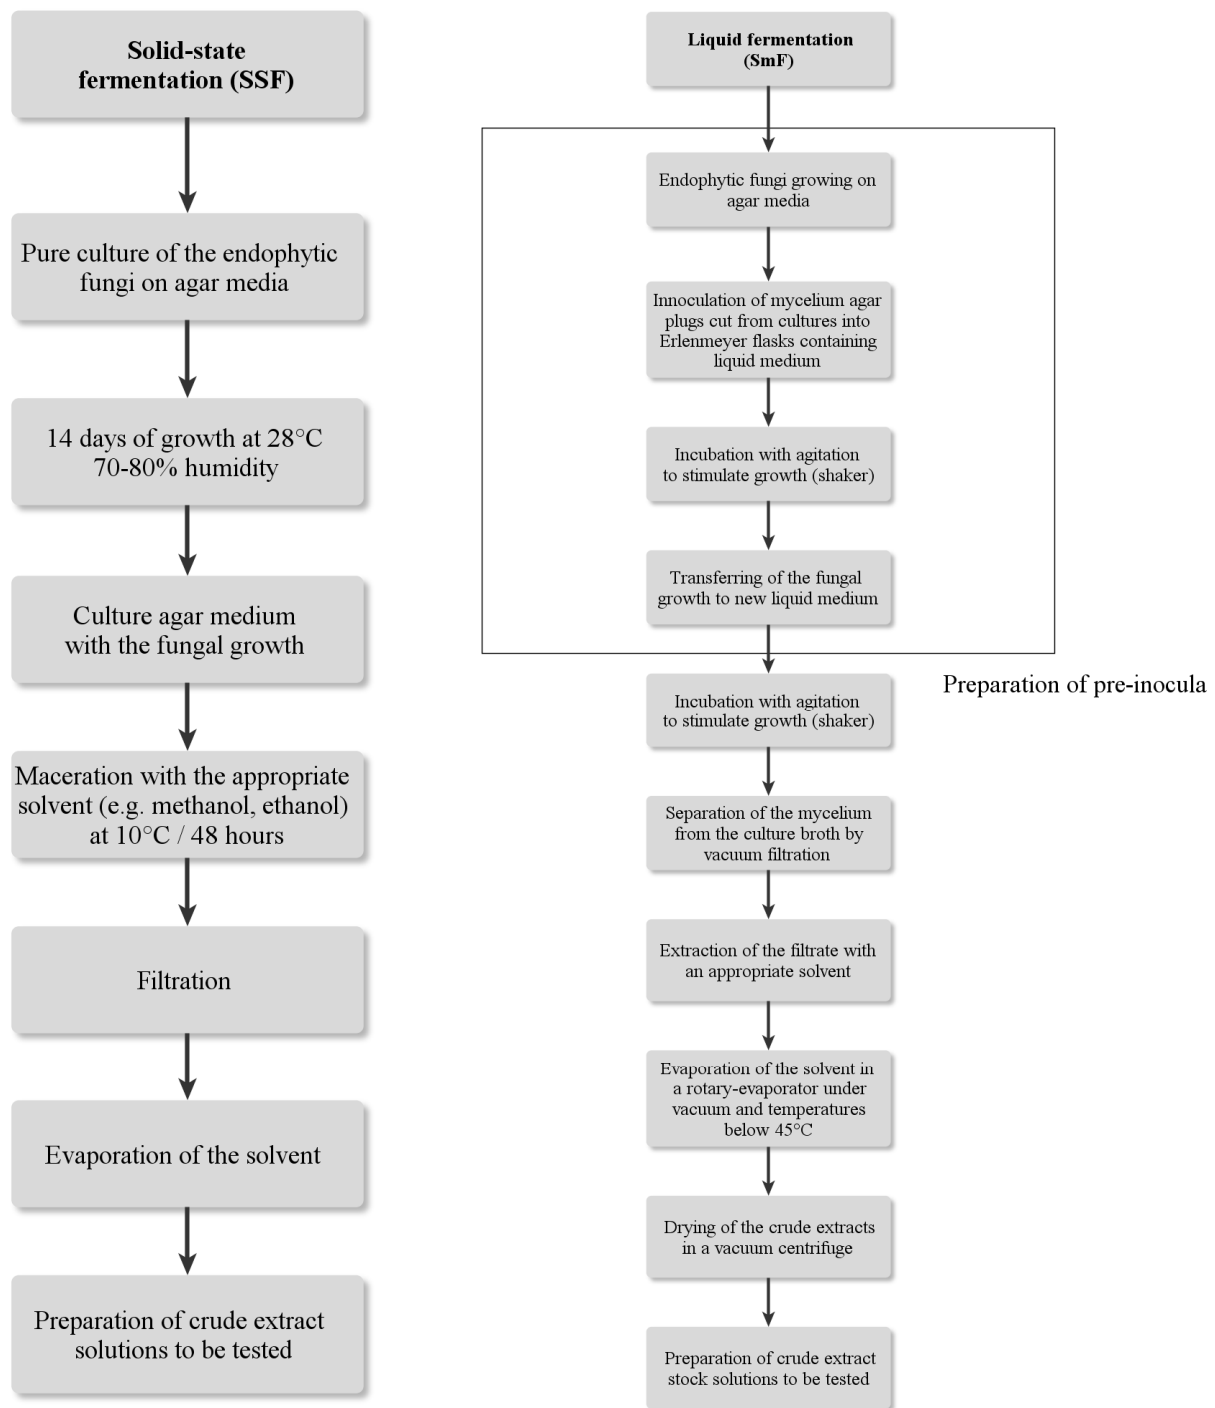 Solid-state
fermentation (SSF)
Pure culture of the endophytic
fungi on agar media
14 days of growth at 28°C
70-80% humidity
Culture agar medium
with the fungal growth
Maceration with the appropriate
solvent (e.g. methanol, ethanol)
at 10°C / 48 hours
Filtration
Evaporation of the solvent
Preparation of crude extract
solutions to be tested
Liquid fermentation
(SmF)
Endophytic fungi growing on
agar media
Innoculation of mycelium agar
plugs cut from cultures into
Erlenmeyer flasks containing
liquid medium
Incubation with agitation
to stimulate growth (shaker)
Transferring of the fungal
growth to new liquid medium
Preparation of pre-inocula
Incubation with agitation
to stimulate growth (shaker)
Separation of the mycelium
from the culture broth by
vacuum filtration
Extraction of the filtrate with
an appropriate solvent
Evaporation of the solvent in
a rotary-evaporator under
vacuum and temperatures
below 45°C
Drying of the crude extracts
in a vacuum centrifuge
Preparation of crude extract
stock solutions to be tested